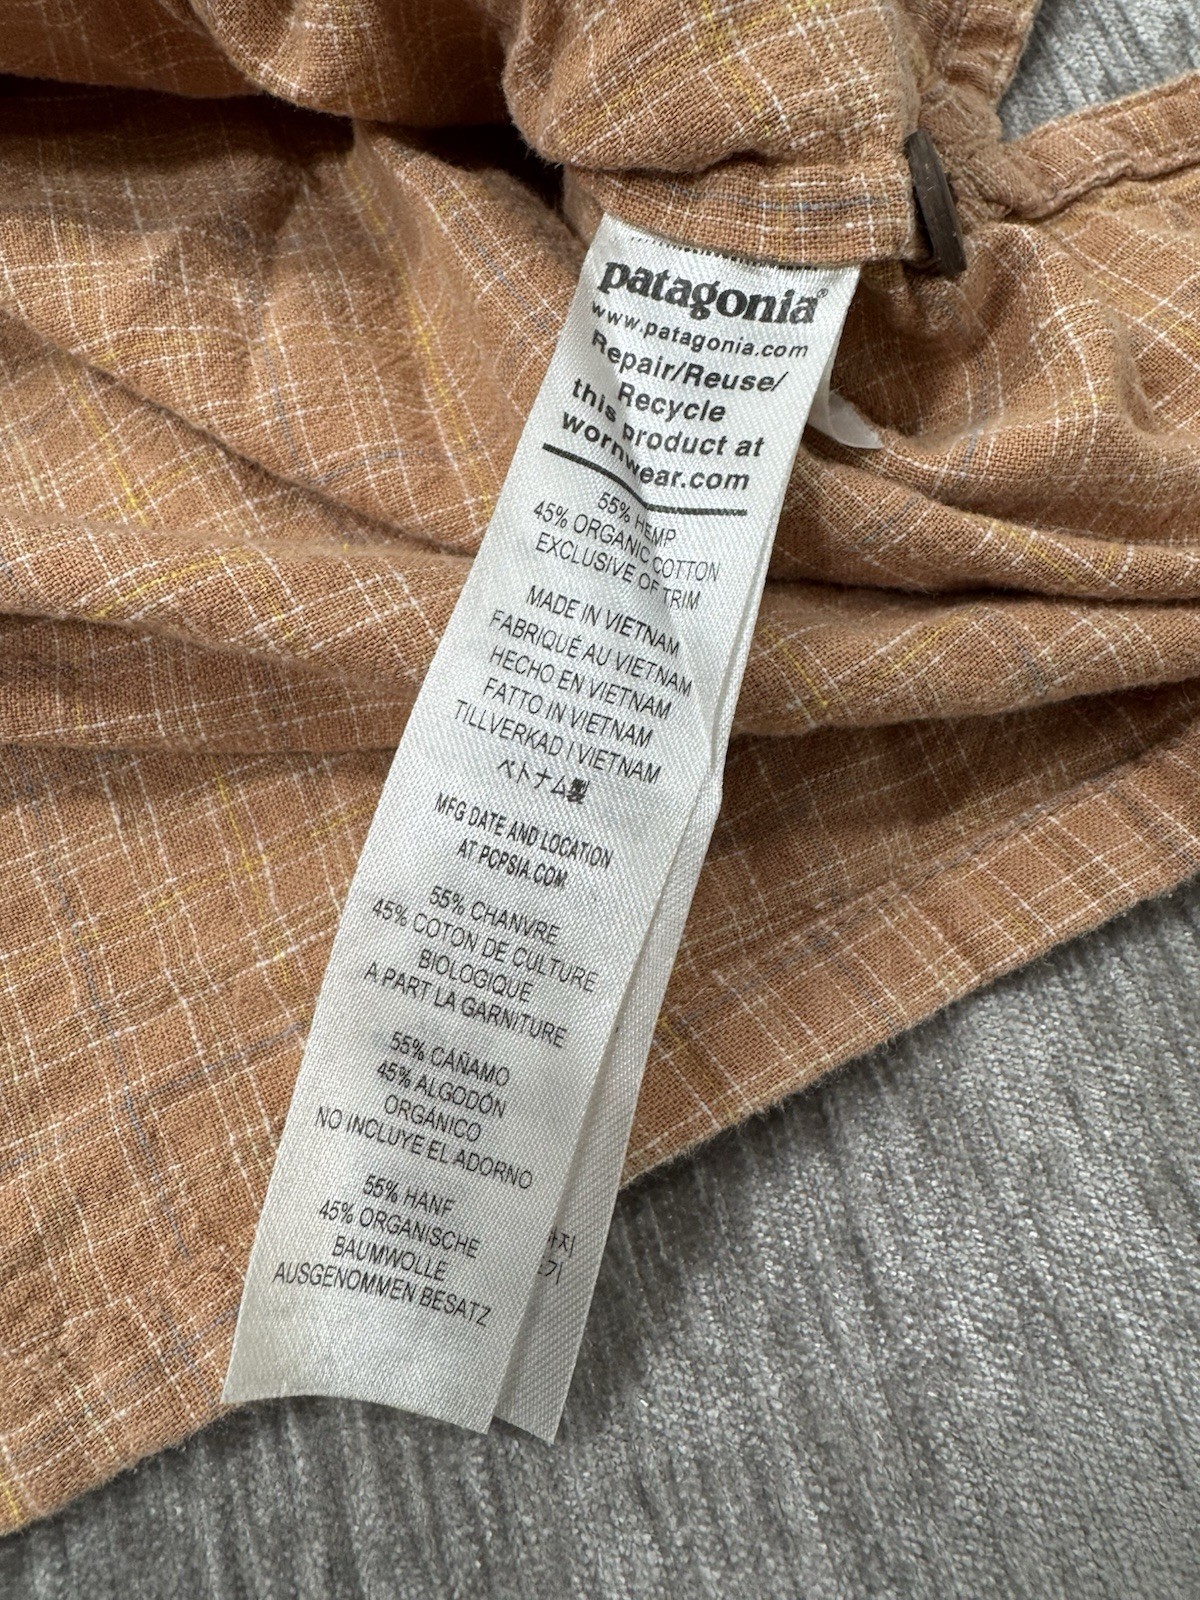 patagonia®
www.patagonia.com
Repair/Reuse/
Recycle
this product at
wornwear.com
55% HEMP
45% ORGANIC COTTON
EXCLUSIVE OF TRIM
MADE IN VIETNAM
FABRIQUÉ AU VIETNAM
HECHO EN VIETNAM
FATTO IN VIETNAM
TILLVERKAD I VIETNAM
ベトナム製
MFG DATE AND LOCATION
AT PCPSIA.COM
55% CHANVRE
45% COTON DE CULTURE
BIOLOGIQUE
A PART LA GARNITURE
55% CAÑAMO
45% ALGODÓN
ORGÁNICO
NO INCLUYE EL ADORNO
55% HANF
45% ORGANISCHE
BAUMWOLLE
AUSGENOMMEN BESATZ